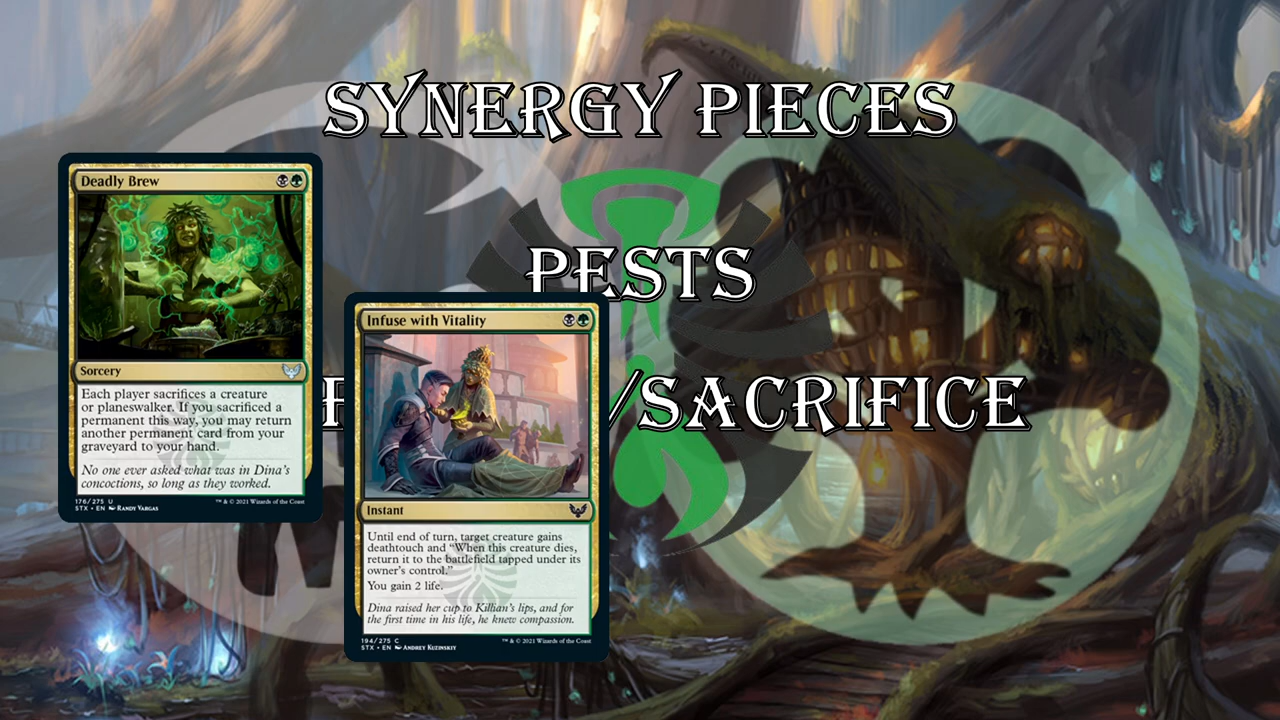 SYNERGY PIECES
PESTS
/SACRIFICE
Deadly Brew
Sorcery
Each player sacrifices a creature
or planeswalker. If you sacrificed a
permanent this way, you may return
another permanent card from your
graveyard to your hand.
No one ever asked what was in Dina's
concoctions, so long as they worked.
176/275 U
STX • EN RANDY VARGAS
™ & © 2021 Wizards of the Coast
Infuse with Vitality
Instant
Until end of turn, target creature gains
deathtouch and "When this creature dies,
return it to the battlefield tapped under its
owner's control."
You gain 2 life.
Dina raised her cup to Killian's lips, and for
the first time in his life, he knew compassion.
194/275 C
STX • EN ANDREY KUZINSKIY
™ & © 2021 Wizards of the Coast